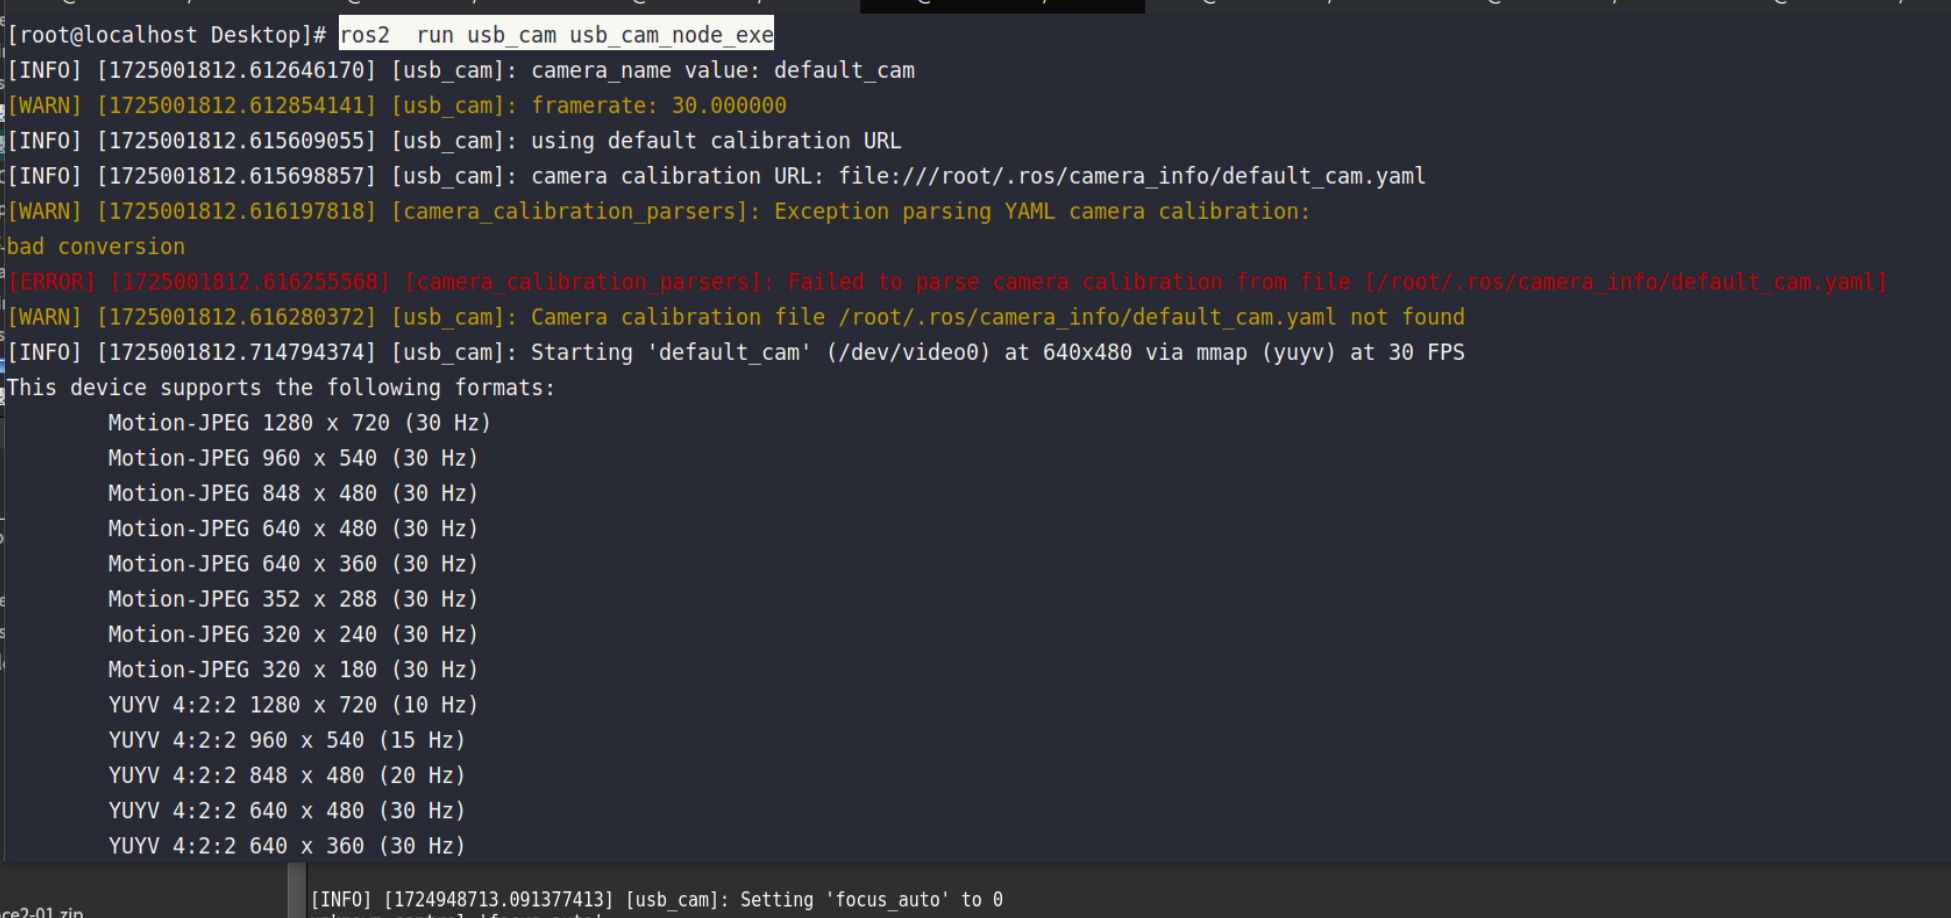 [root@localhost Desktop]# ros2  run usb_cam usb_cam_node_exe
[INFO] [1725001812.612646170] [usb_cam]: camera_name value: default_cam
[WARN] [1725001812.612854141] [usb_cam]: framerate: 30.000000
[INFO] [1725001812.615609055] [usb_cam]: using default calibration URL
[INFO] [1725001812.615698857] [usb_cam]: camera calibration URL: file:///root/.ros/camera_info/default_cam.yaml
[WARN] [1725001812.616197818] [camera_calibration_parsers]: Exception parsing YAML camera calibration:
bad conversion
[ERROR] [1725001812.616255568] [camera_calibration_parsers]: Failed to parse camera calibration from file [/root/.ros/camera_info/default_cam.yaml]
[WARN] [1725001812.616280372] [usb_cam]: Camera calibration file /root/.ros/camera_info/default_cam.yaml not found
[INFO] [1725001812.714794374] [usb_cam]: Starting 'default_cam' (/dev/video0) at 640x480 via mmap (yuyv) at 30 FPS
This device supports the following formats:
Motion-JPEG 1280 x 720 (30 Hz)
Motion-JPEG 960 x 540 (30 Hz)
Motion-JPEG 848 x 480 (30 Hz)
Motion-JPEG 640 x 480 (30 Hz)
Motion-JPEG 640 x 360 (30 Hz)
Motion-JPEG 352 x 288 (30 Hz)
Motion-JPEG 320 x 240 (30 Hz)
Motion-JPEG 320 x 180 (30 Hz)
YUYV 4:2:2 1280 x 720 (10 Hz)
YUYV 4:2:2 960 x 540 (15 Hz)
YUYV 4:2:2 848 x 480 (20 Hz)
YUYV 4:2:2 640 x 480 (30 Hz)
YUYV 4:2:2 640 x 360 (30 Hz)
[INFO] [1724948713.091377413] [usb_cam]: Setting 'focus_auto' to 0
ce2-01.zip